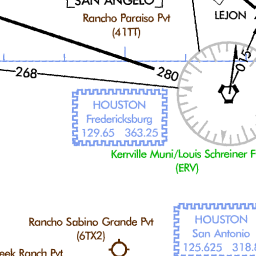 SAN ANGELO
Rancho Paraiso Pvt
(41TT)
LEJON
015
268
280
HOUSTON
Fredericksburg
129.65 363.25
Kerrville Muni/Louis Schreiner F
(ERV)
Rancho Sabino Grande Pvt
(6TX2)
HOUSTON
San Antonio
125.625 318.8
eek Ranch Pvt